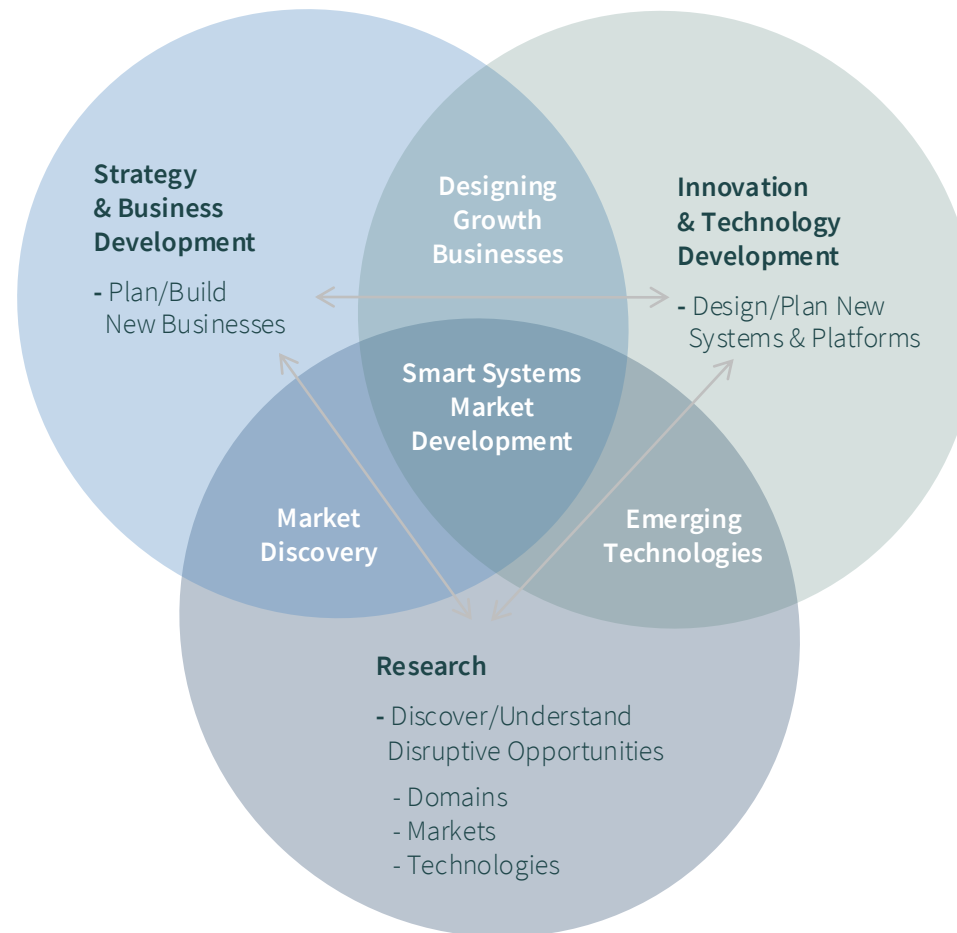 Strategy
& Business
Development
- Plan/Build
New Businesses
Designing
Growth
Businesses
Innovation
& Technology
Development
- Design/Plan New
Systems & Platforms
Smart Systems
Market
Development
Market
Discovery
Emerging
Technologies
Research
- Discover/Understand
Disruptive Opportunities
- Domains
- Markets
- Technologies